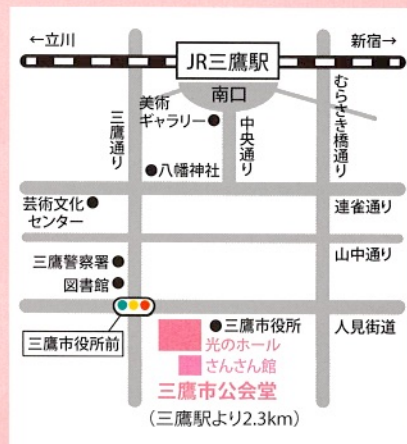 ←立川
新宿→
JR三鷹駅
南口
美術
ギャラリー
中央通り
三鷹通り
むらさき橋通り
八幡神社
芸術文化
センター
連雀通り
山中通り
三鷹警察署
図書館
三鷹市役所前
三鷹市役所
人見街道
光のホール
さんさん館
三鷹市公会堂
(三鷹駅より2.3km)